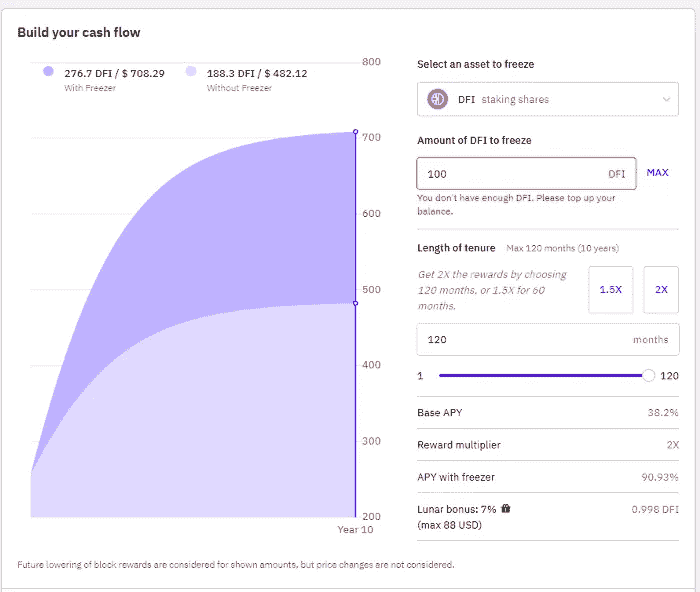 Build your cash flow
276.7 DFI / $ 708.29
With Freezer
188.3 DFI / $ 482.12
Without Freezer
800
700
600
500
400
300
200
Year 10
Select an asset to freeze
DFI staking shares
Amount of DFI to freeze
100 DFI MAX
You don't have enough DFI. Please top up your
balance.
Length of tenure Max 120 months (10 years)
Get 2X the rewards by choosing
120 months, or 1.5X for 60
months.
1.5X 2X
120 months
1 120
Base APY 38.2%
Reward multiplier 2X
APY with freezer 90.93%
Lunar bonus: 7% 0.998 DFI
(max 88 USD)
Future lowering of block rewards are considered for shown amounts, but price changes are not considered.